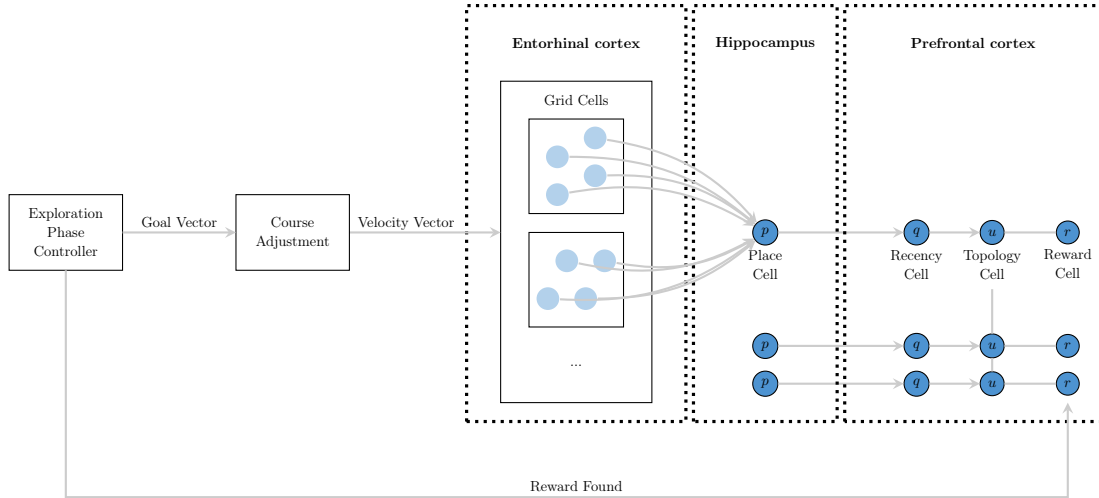 Entorhinal cortex
Hippocampus
Prefrontal cortex
Grid Cells
Exploration
Phase
Controller
Goal Vector
Course
Adjustment
Velocity Vector
p
q
u
r
Place
Cell
Recency
Cell
Topology
Cell
Reward
Cell
p
q
u
r
...
p
q
u
r
Reward Found